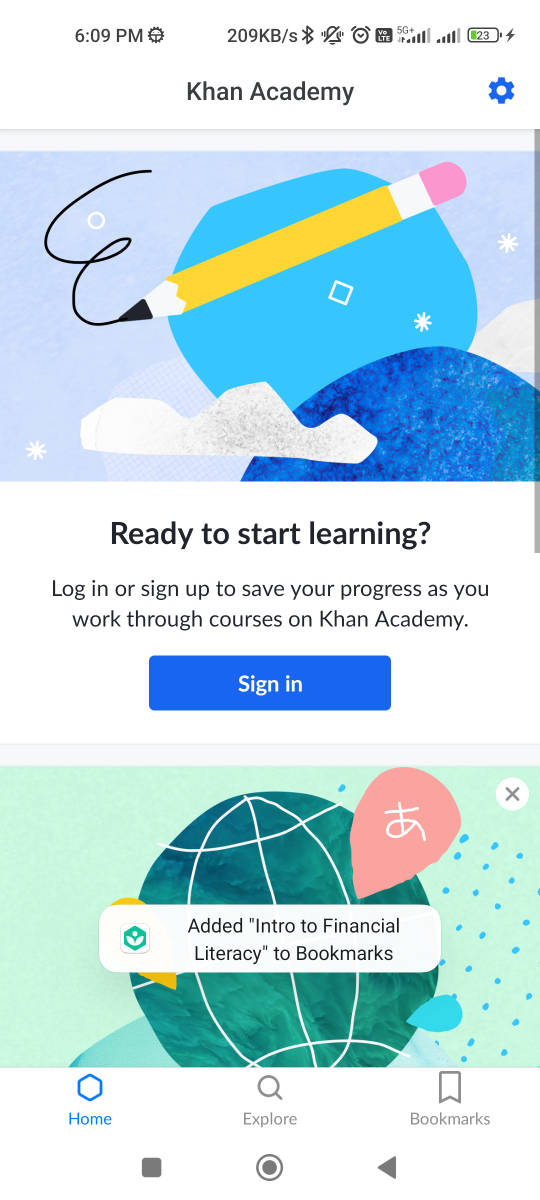 6:09 PM
209KB/s
Vo
LTE
5G+
23
Khan Academy
Ready to start learning?
Log in or sign up to save your progress as you
work through courses on Khan Academy.
Sign in
あ
Added "Intro to Financial
Literacy" to Bookmarks
Home
Explore
Bookmarks